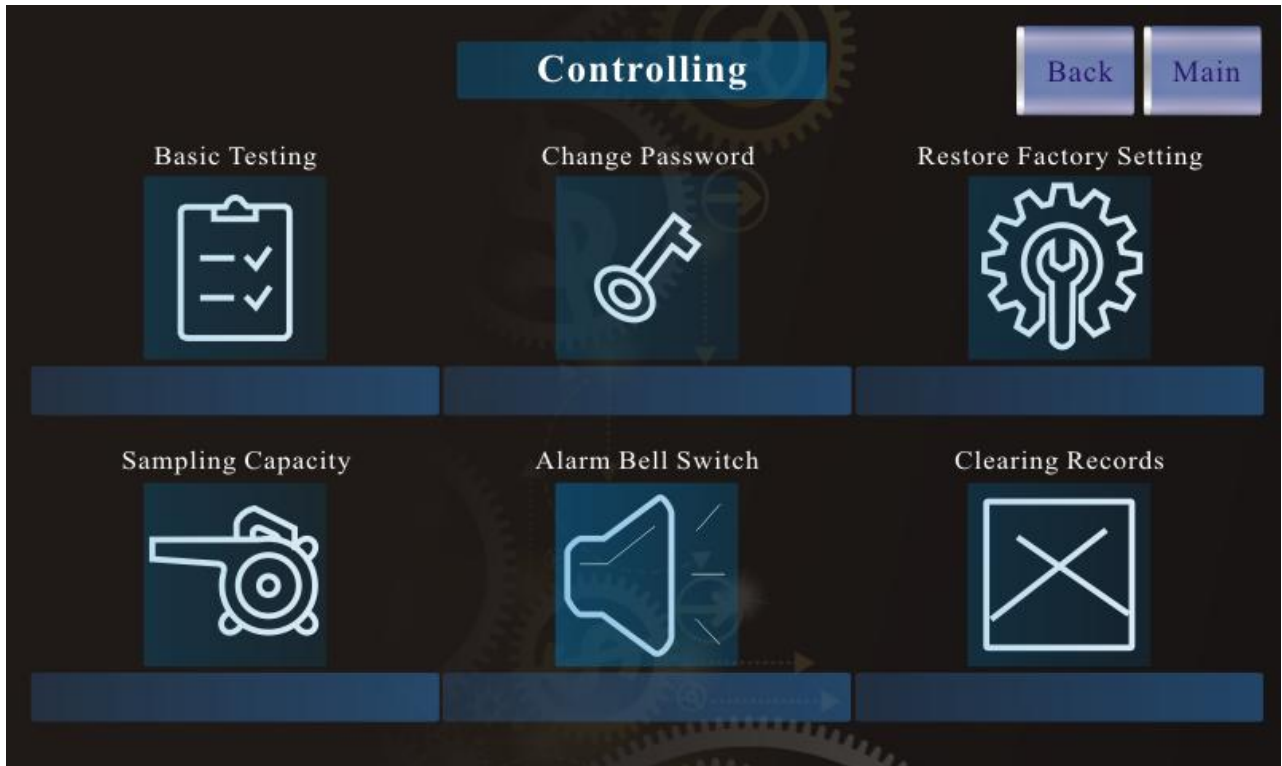 Controlling
Back
Main
Basic Testing
Change Password
Restore Factory Setting
Sampling Capacity
Alarm Bell Switch
Clearing Records